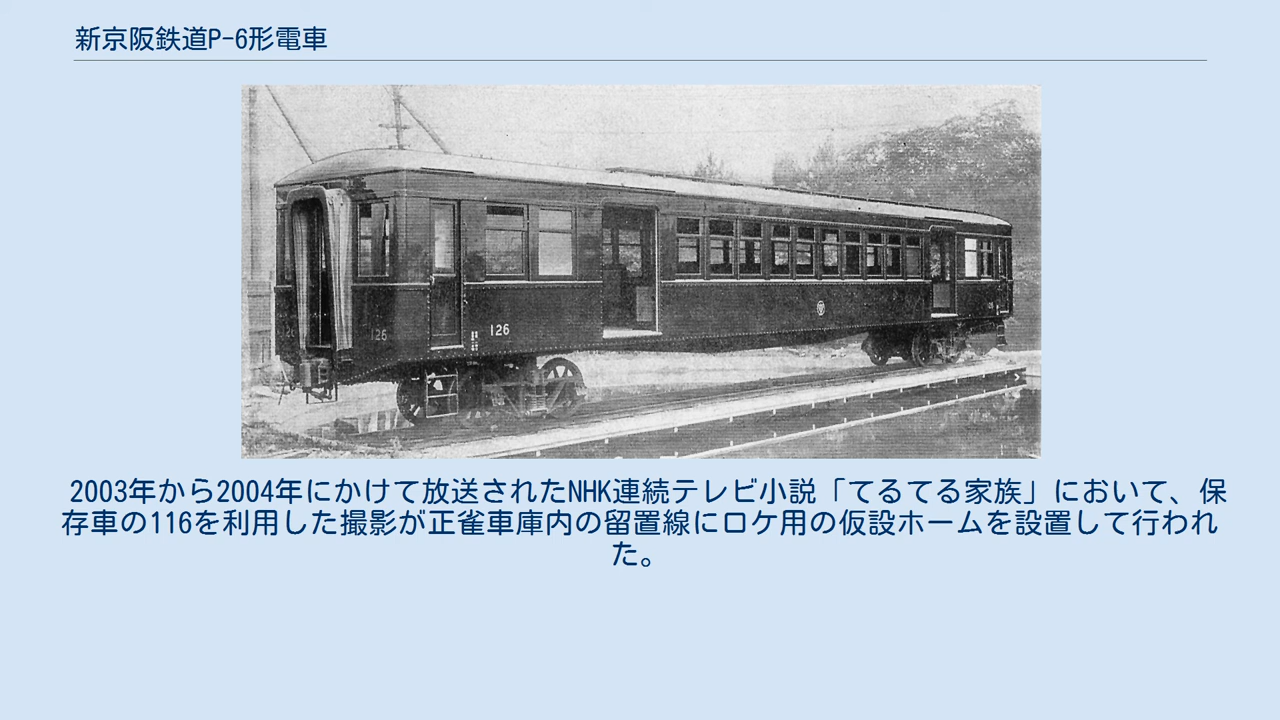 新京阪鉄道P-6形電車
126
126
126
2003年から2004年にかけて放送されたNHK連続テレビ小説「てるてる家族」において、保
存車の116を利用した撮影が正雀車庫内の留置線にロケ用の仮設ホームを設置して行われ
た。